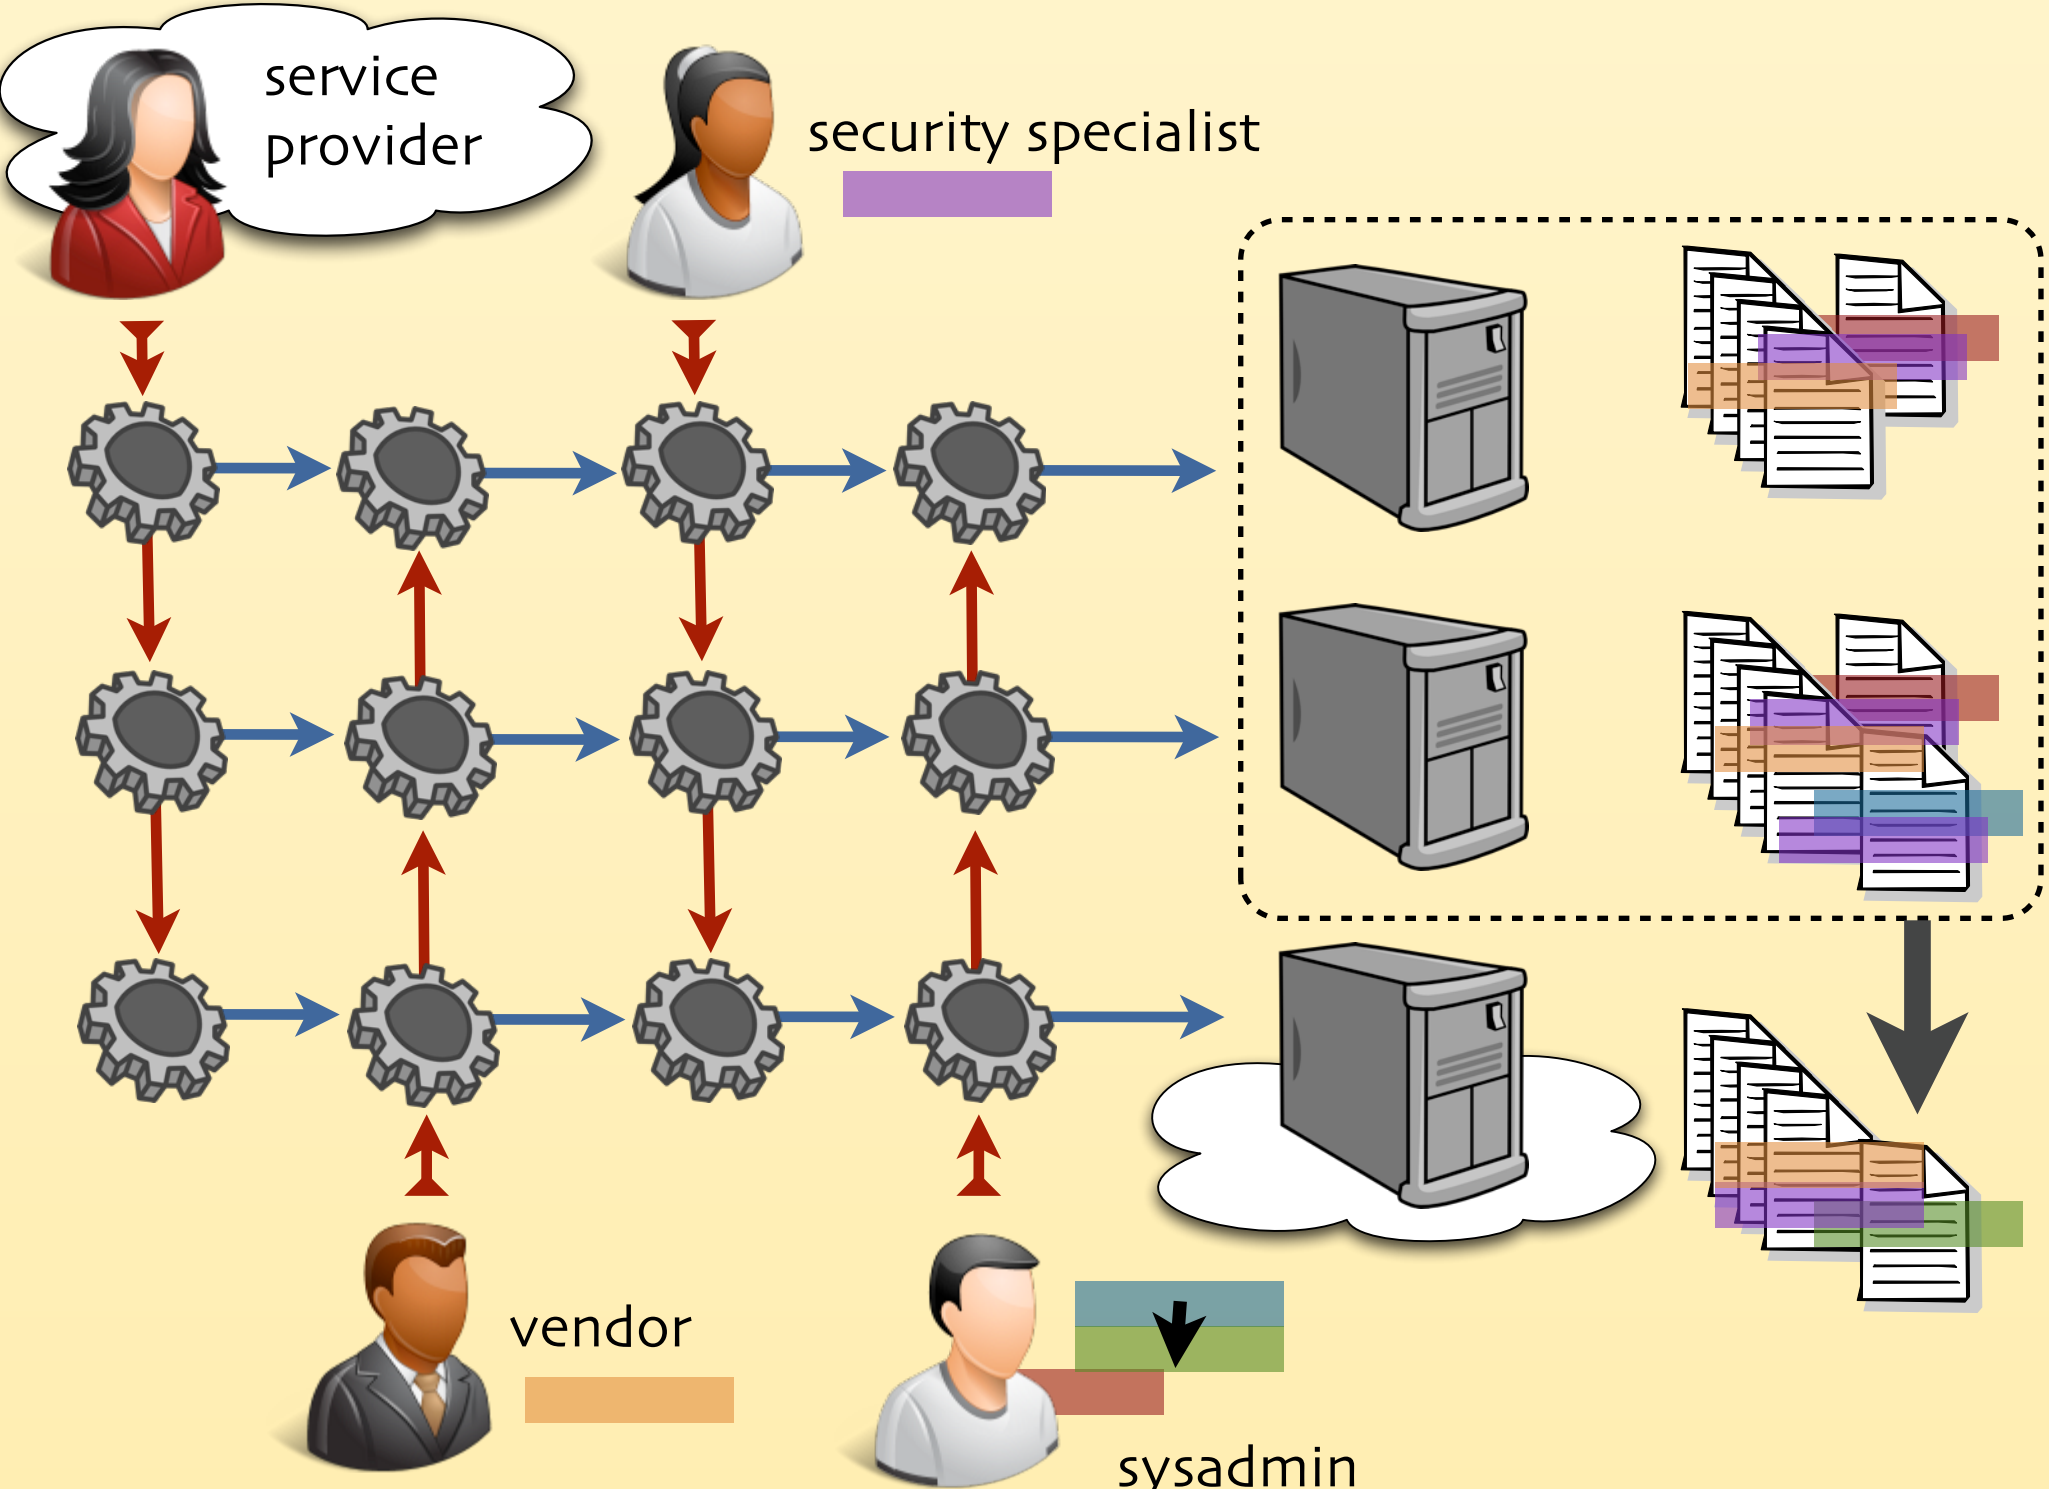 service
provider
security specialist
vendor
sysadmin